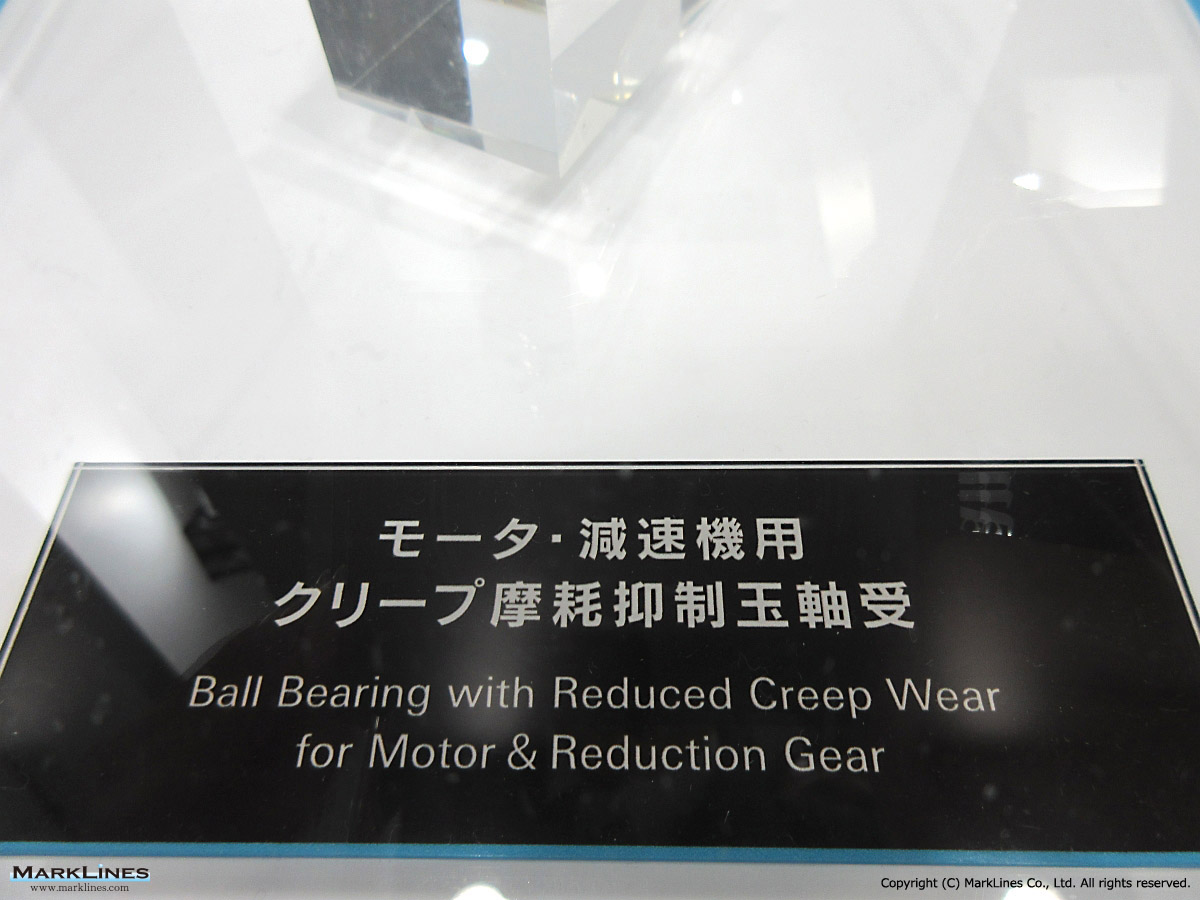 モータ・減速機用
クリープ摩耗抑制玉軸受
Ball Bearing with Reduced Creep Wear
for Motor & Reduction Gear
MARKLINES
www.marklines.com
Copyright (C) MarkLines Co., Ltd. All rights reserved.